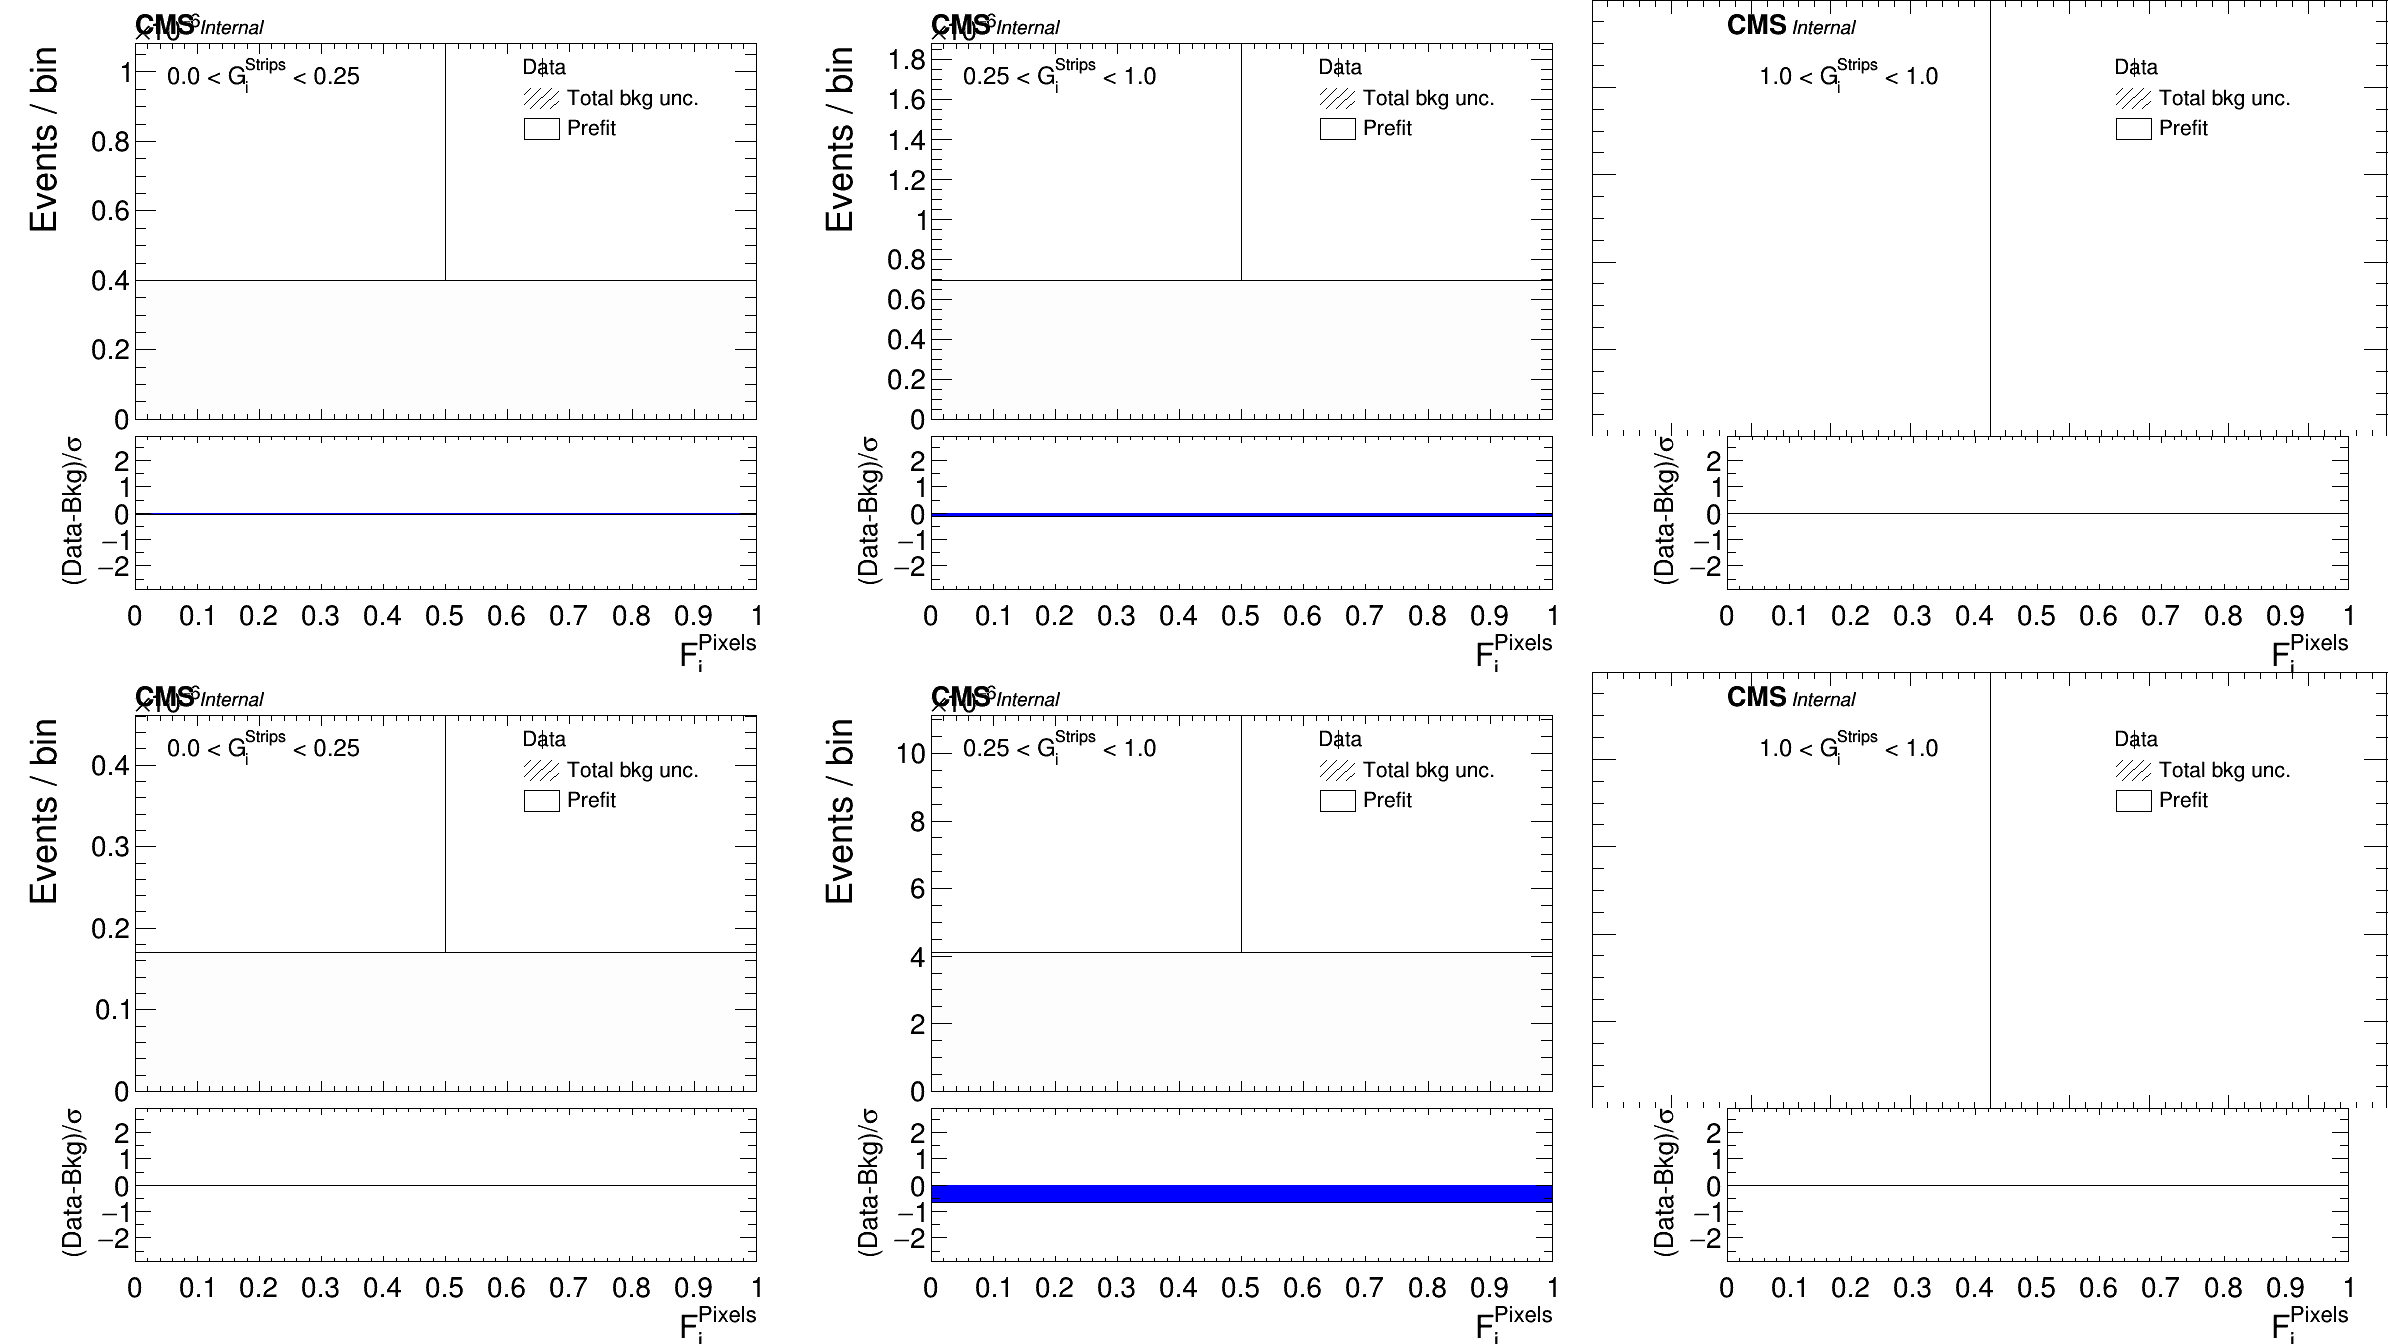 CMS Internal
×10⁶
Events / bin
0.0 < G_i^Strips < 0.25
Data
Total bkg unc.
Prefit
1
0.8
0.6
0.4
0.2
0
(Data-Bkg)/σ
2
1
0
−1
−2
0 0.1 0.2 0.3 0.4 0.5 0.6 0.7 0.8 0.9 1
F_i^Pixels
CMS Internal
Events / bin
0.25 < G_i^Strips < 1.0
Data
Total bkg unc.
Prefit
1.8
1.6
1.4
1.2
1
0.8
0.6
0.4
0.2
0
(Data-Bkg)/σ
2
1
0
−1
−2
0 0.1 0.2 0.3 0.4 0.5 0.6 0.7 0.8 0.9 1
F_i^Pixels
CMS Internal
1.0 < G_i^Strips < 1.0
Data
Total bkg unc.
Prefit
(Data-Bkg)/σ
2
1
0
−1
−2
0 0.1 0.2 0.3 0.4 0.5 0.6 0.7 0.8 0.9 1
F_i^Pixels
CMS Internal
Events / bin
0.0 < G_i^Strips < 0.25
Data
Total bkg unc.
Prefit
0.4
0.3
0.2
0.1
0
(Data-Bkg)/σ
2
1
0
−1
−2
0 0.1 0.2 0.3 0.4 0.5 0.6 0.7 0.8 0.9 1
F_i^Pixels
CMS Internal
Events / bin
0.25 < G_i^Strips < 1.0
Data
Total bkg unc.
Prefit
10
8
6
4
2
0
(Data-Bkg)/σ
2
1
0
−1
−2
0 0.1 0.2 0.3 0.4 0.5 0.6 0.7 0.8 0.9 1
F_i^Pixels
CMS Internal
1.0 < G_i^Strips < 1.0
Data
Total bkg unc.
Prefit
(Data-Bkg)/σ
2
1
0
−1
−2
0 0.1 0.2 0.3 0.4 0.5 0.6 0.7 0.8 0.9 1
F_i^Pixels